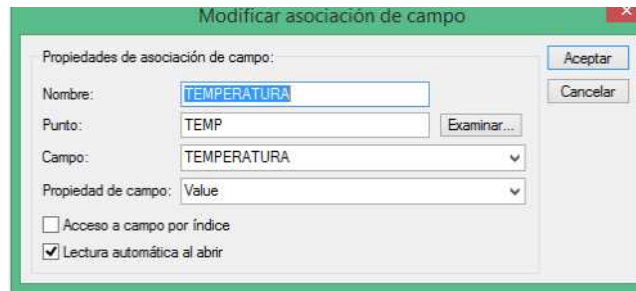 Modificar asociación de campo
Propiedades de asociación de campo:
Aceptar
Nombre: TEMPERATURA
Cancelar
Punto: TEMP Examinar...
Campo: TEMPERATURA
Propiedad de campo: Value
Acceso a campo por índice
Lectura automática al abrir